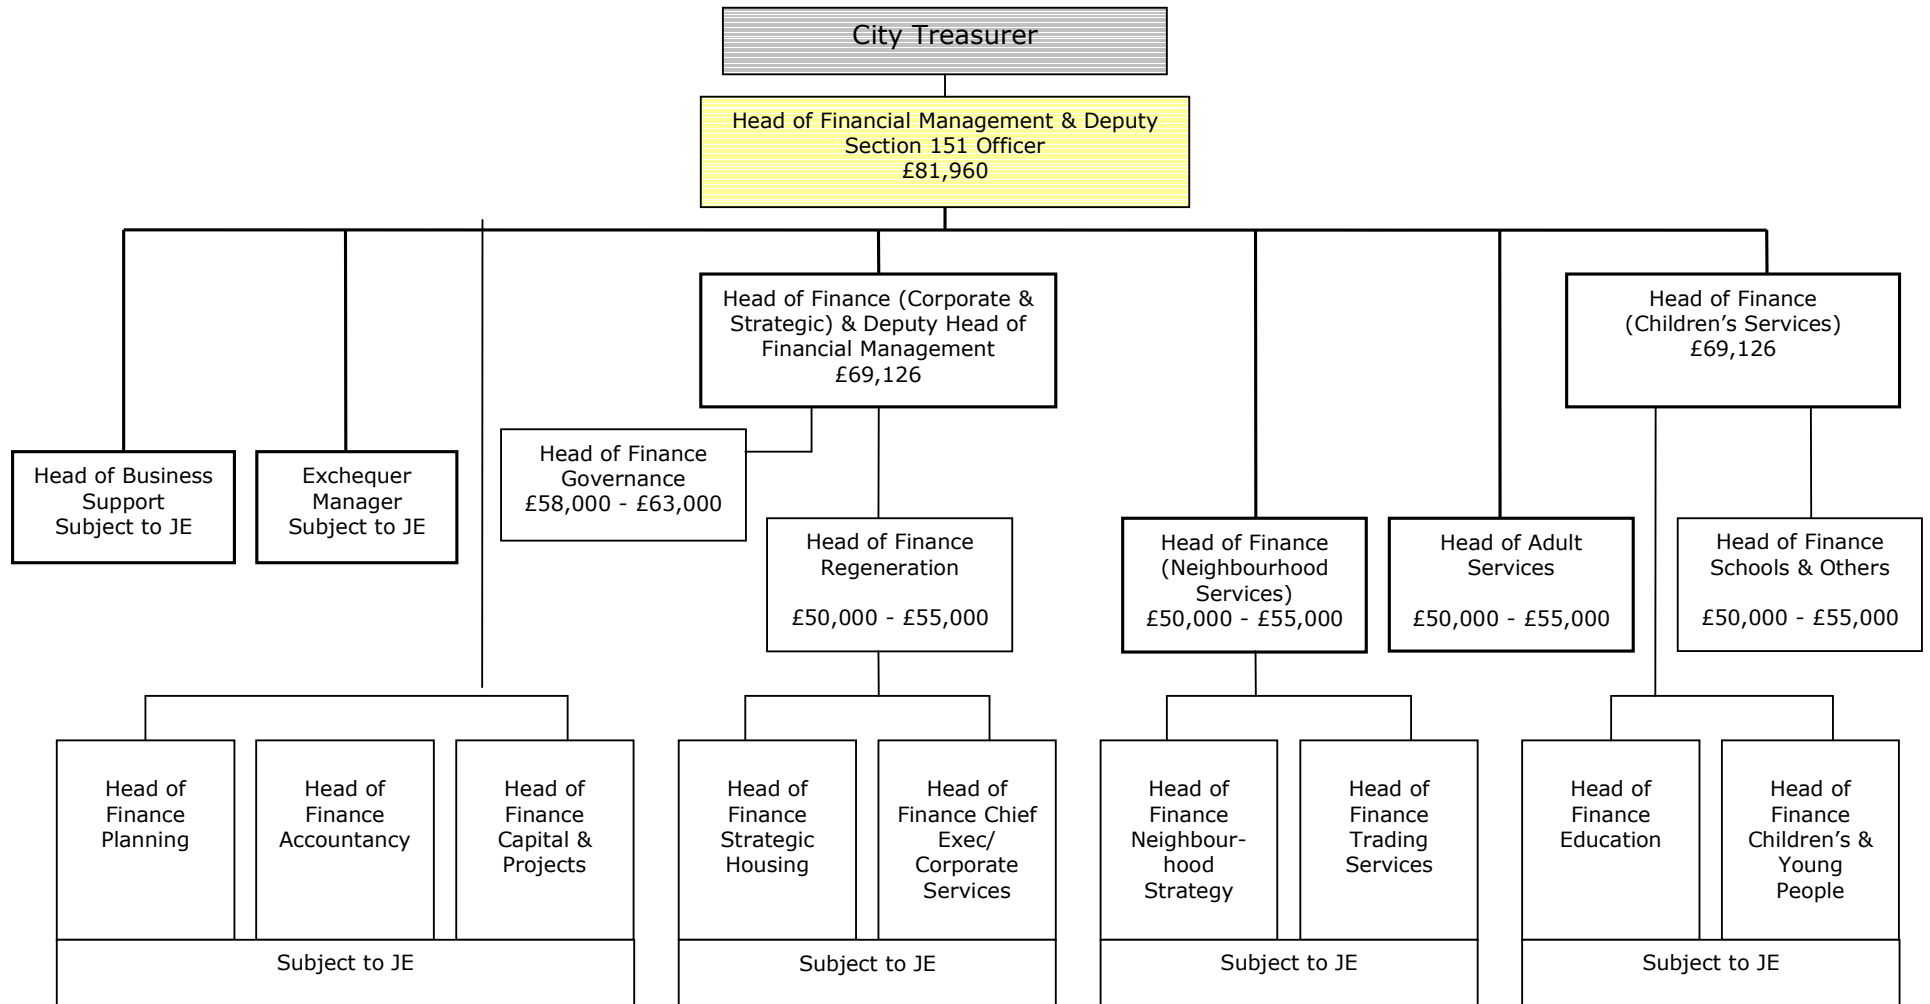 City Treasurer
Head of Financial Management & Deputy
Section 151 Officer
£81,960
Head of Finance (Corporate &
Strategic) & Deputy Head of
Financial Management
£69,126
Head of Finance
(Children’s Services)
£69,126
Head of Business
Support
Subject to JE
Exchequer
Manager
Subject to JE
Head of Finance
Governance
£58,000 - £63,000
Head of Finance
Regeneration
£50,000 - £55,000
Head of Finance
(Neighbourhood
Services)
£50,000 - £55,000
Head of Adult
Services
£50,000 - £55,000
Head of Finance
Schools & Others
£50,000 - £55,000
Head of
Finance
Planning
Head of
Finance
Accountancy
Head of
Finance
Capital &
Projects
Subject to JE
Head of
Finance
Strategic
Housing
Head of
Finance Chief
Exec/
Corporate
Services
Subject to JE
Head of
Finance
Neighbour-
hood
Strategy
Head of
Finance
Trading
Services
Subject to JE
Head of
Finance
Education
Head of
Finance
Children’s &
Young
People
Subject to JE